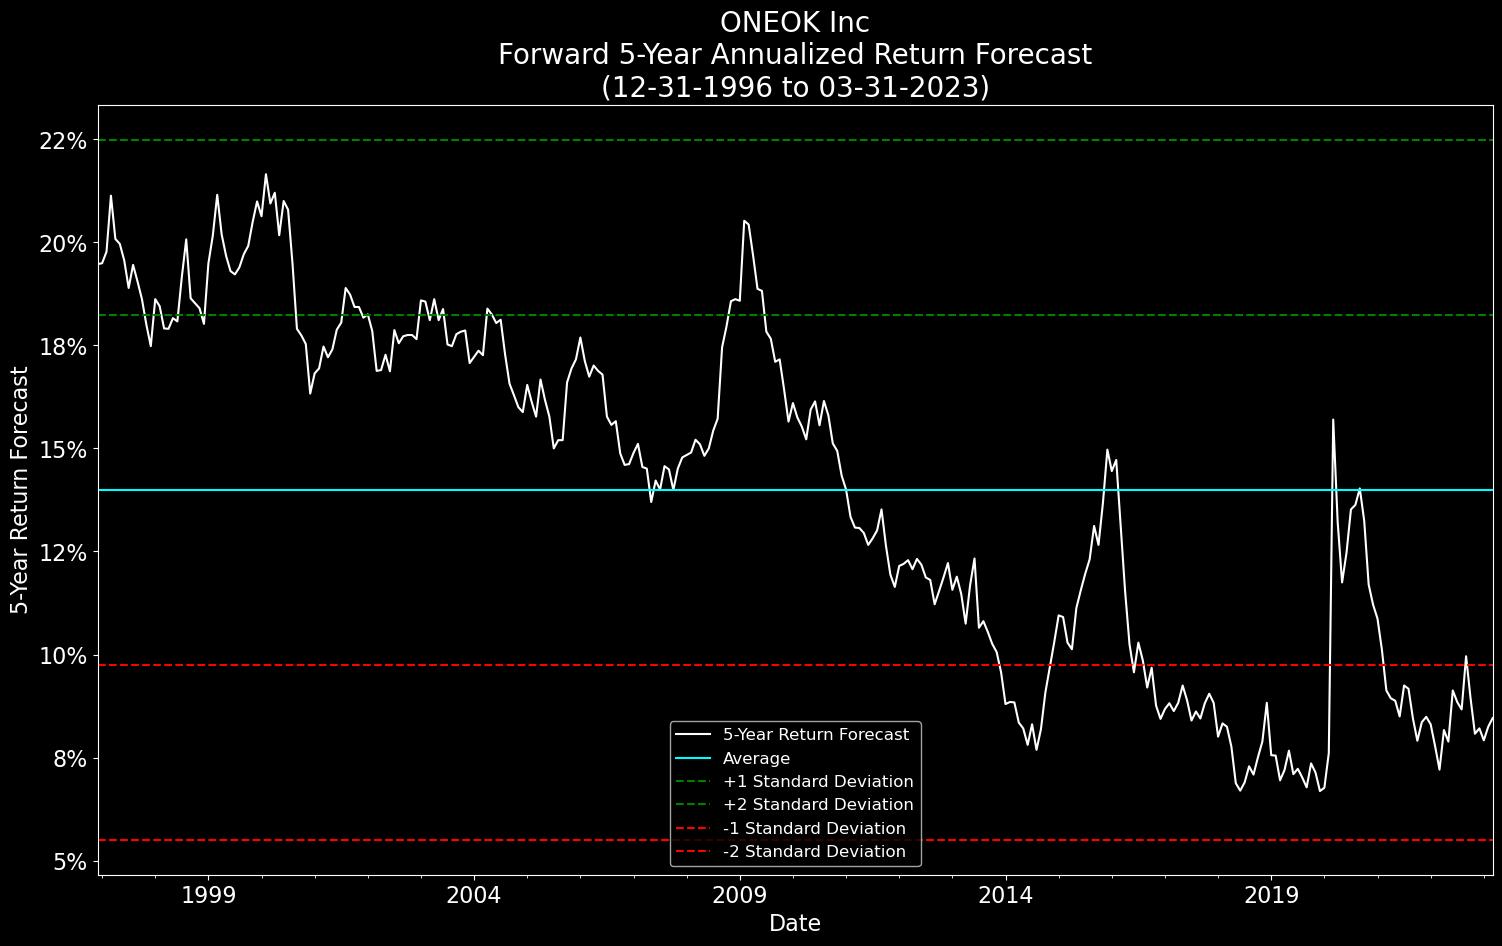 ONEOK Inc
Forward 5-Year Annualized Return Forecast
(12-31-1996 to 03-31-2023)
5-Year Return Forecast
22%
20%
18%
15%
12%
10%
8%
5%
5-Year Return Forecast
Average
+1 Standard Deviation
+2 Standard Deviation
-1 Standard Deviation
-2 Standard Deviation
1999 2004 2009 2014 2019
Date